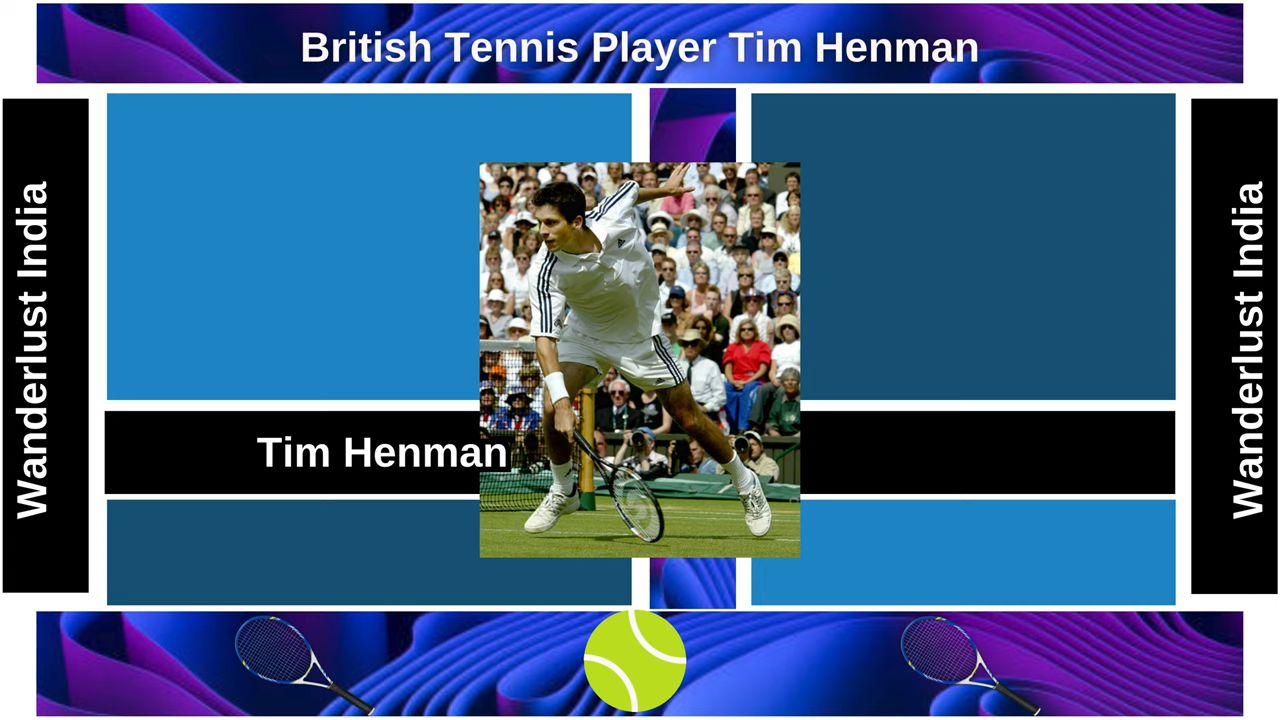 British Tennis Player Tim Henman
Wanderlust India
Tim Henman
Wanderlust India